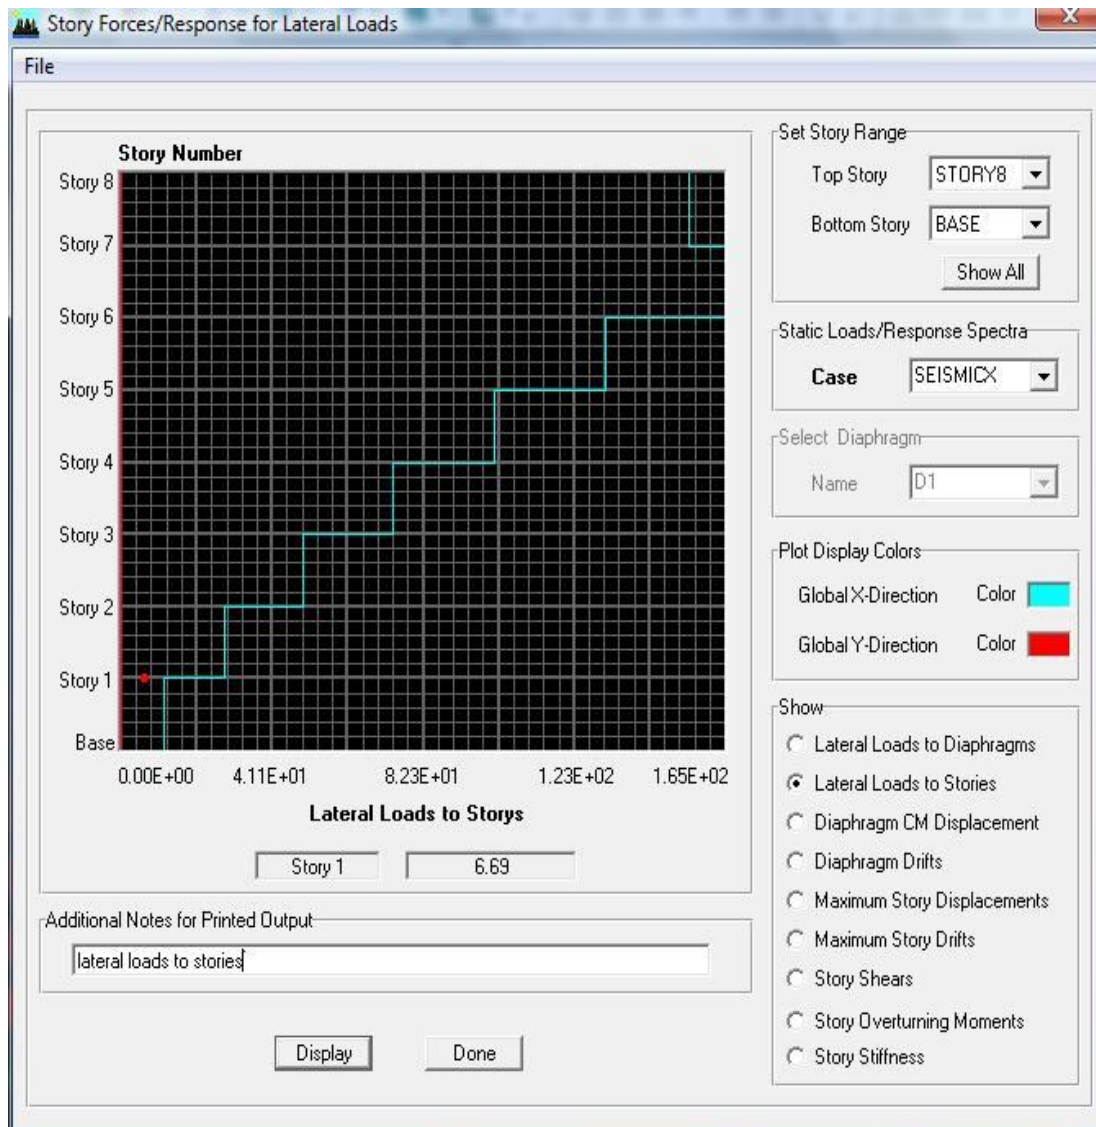 Story Forces/Response for Lateral Loads
File
Story Number
Story 8
Story 7
Story 6
Story 5
Story 4
Story 3
Story 2
Story 1
Base
0.00E+00 4.11E+01 8.23E+01 1.23E+02 1.65E+02
Lateral Loads to Storys
Story 1 6.69
Additional Notes for Printed Output
lateral loads to stories
Display Done
Set Story Range
Top Story STORY8
Bottom Story BASE
Show All
Static Loads/Response Spectra
Case SEISMICX
Select Diaphragm
Name D1
Plot Display Colors
Global X-Direction Color
Global Y-Direction Color
Show
Lateral Loads to Diaphragms
Lateral Loads to Stories
Diaphragm CM Displacement
Diaphragm Drifts
Maximum Story Displacements
Maximum Story Drifts
Story Shears
Story Overturning Moments
Story Stiffness